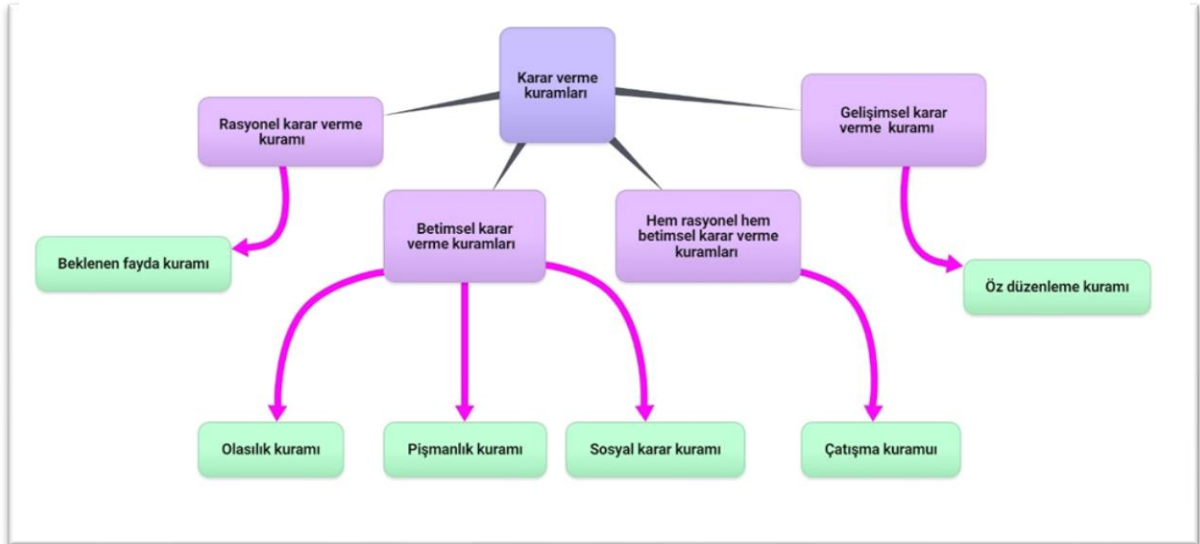 Karar verme
kuramları
Rasyonel karar verme
kuramı
Gelişimsel karar
verme kuramı
Betimsel karar
verme kuramları
Hem rasyonel hem
betimsel karar verme
kuramları
Beklenen fayda kuramı
Öz düzenleme kuramı
Olasılık kuramı
Pişmanlık kuramı
Sosyal karar kuramı
Çatışma kuramuı